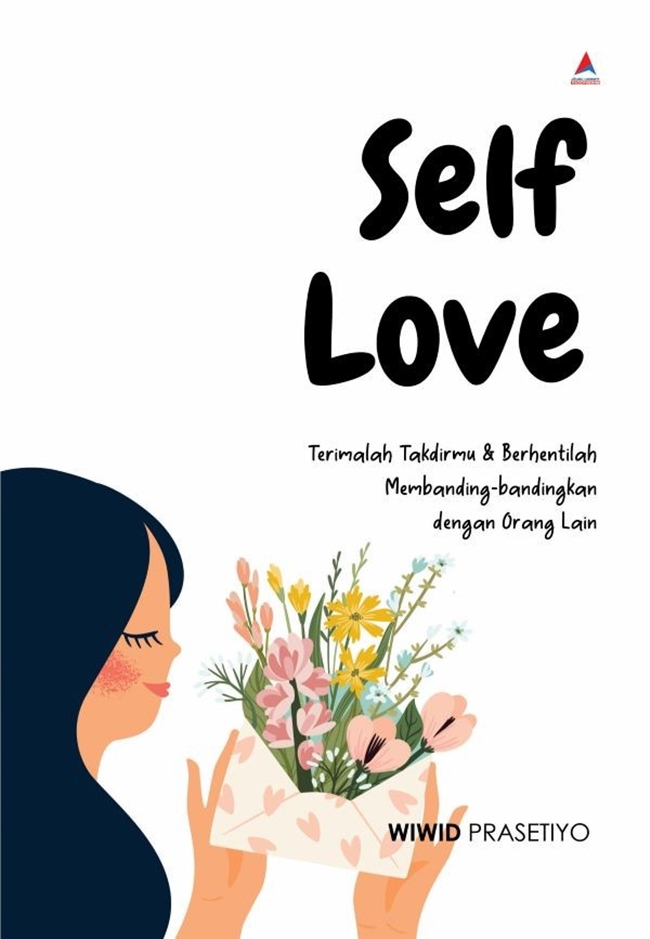 Self
Love
Terimalah Takdirmu & Berhentilah
Membanding-bandingkan
dengan Orang Lain
WIWID PRASETIYO